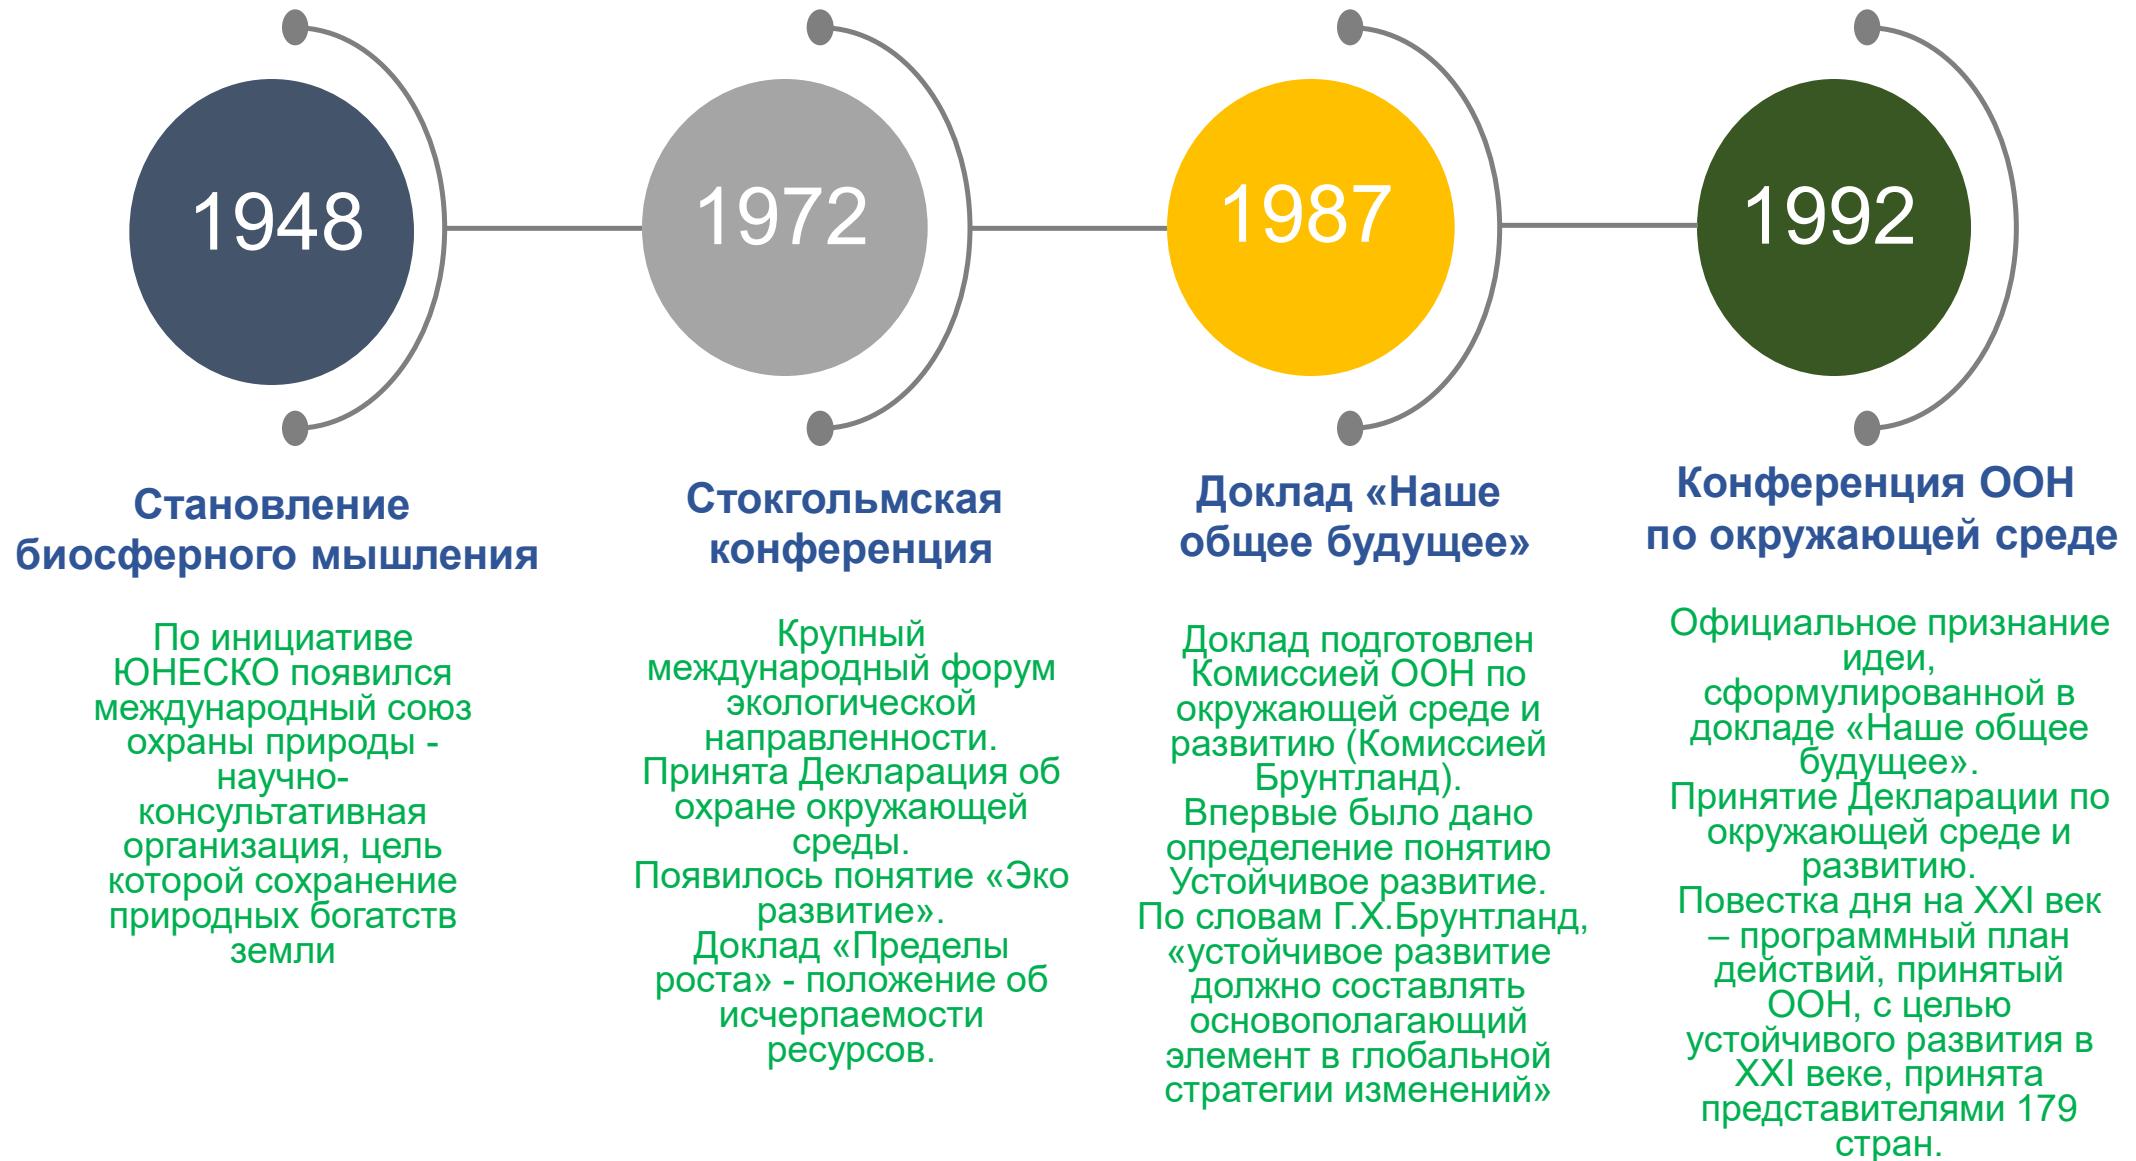 1948
Становление
биосферного мышления
По инициативе
ЮНЕСКО появился
международный союз
охраны природы -
научно-
консультативная
организация, цель
которой сохранение
природных богатств
земли
1972
Стокгольмская
конференция
Крупный
международный форум
экологической
направленности.
Принята Декларация об
охране окружающей
среды.
Появилось понятие «Эко
развитие».
Доклад «Пределы
роста» - положение об
исчерпаемости
ресурсов.
1987
Доклад «Наше
общее будущее»
Доклад подготовлен
Комиссией ООН по
окружающей среде и
развитию (Комиссией
Брунтланд).
Впервые было дано
определение понятию
Устойчивое развитие.
По словам Г.Х.Брунтланд,
«устойчивое развитие
должно составлять
основополагающий
элемент в глобальной
стратегии изменений»
1992
Конференция ООН
по окружающей среде
Официальное признание
идеи,
сформулированной в
докладе «Наше общее
будущее».
Принятие Декларации по
окружающей среде и
развитию.
Повестка дня на XXI век
– программный план
действий, принятый
ООН, с целью
устойчивого развития в
XXI веке, принята
представителями 179
стран.